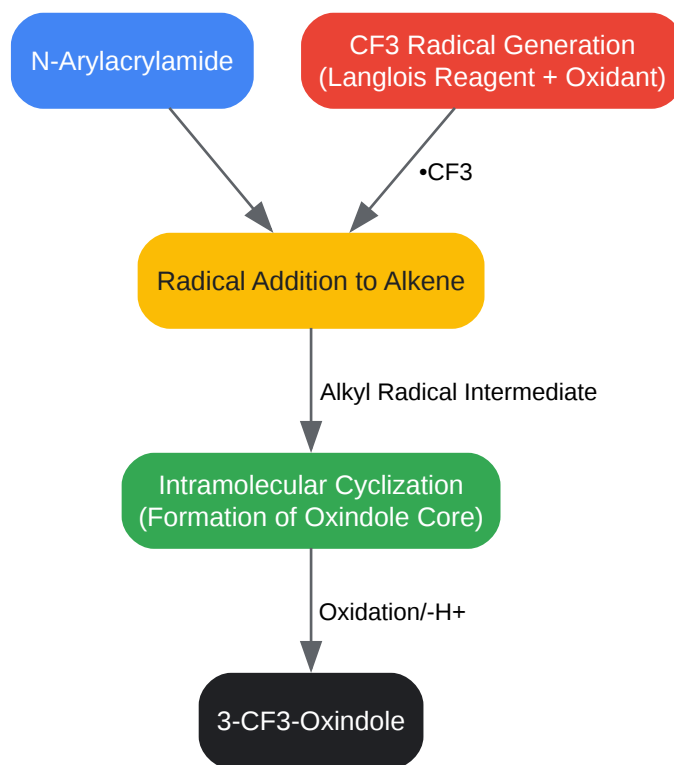 N-Arylacrylamide
CF3 Radical Generation
(Langlois Reagent + Oxidant)
•CF3
Radical Addition to Alkene
Alkyl Radical Intermediate
Intramolecular Cyclization
(Formation of Oxindole Core)
Oxidation/-H+
3-CF3-Oxindole